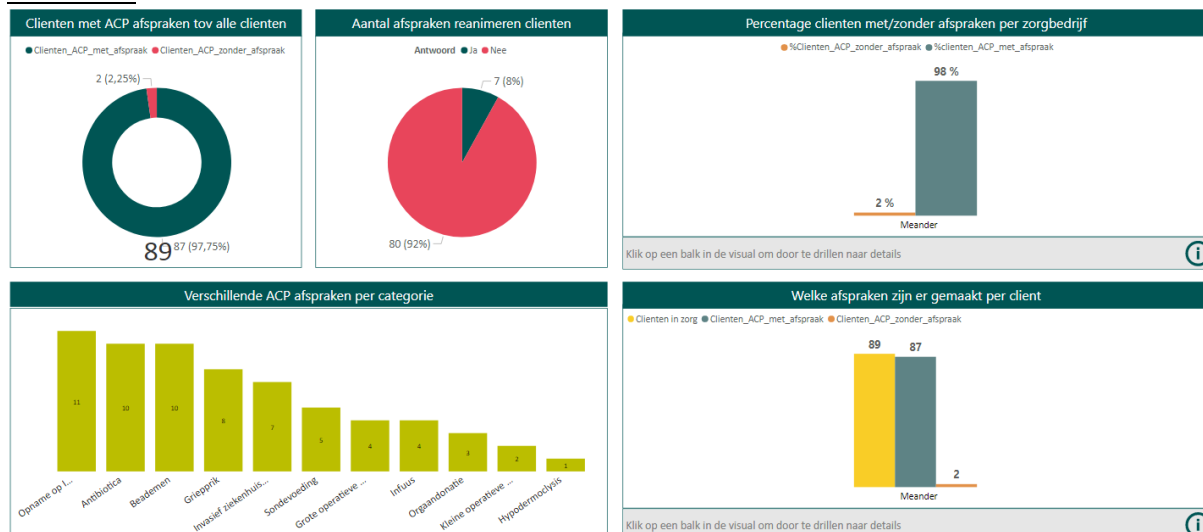 Clienten met ACP afspraken tov alle clienten
Clienten_ACP_met_afspraak Clienten_ACP_zonder_afspraak
2 (2,25%)
89
87 (97,75%)
Aantal afspraken reanimeren clienten
Antwoord Ja Nee
7 (8%)
80 (92%)
Percentage clienten met/zonder afspraken per zorgbedrijf
%Clienten_ACP_zonder_afspraak %clienten_ACP_met_afspraak
98 %
2 %
Meander
Klik op een balk in de visual om door te drillen naar details
Verschillende ACP afspraken per categorie
11
10
10
8
7
5
4
4
3
2
1
Opname op I...
Antibiotica
Beademen
Griepprik
Invasief ziekenhuis...
Sondevoeding
Grote operatieve ...
Infuus
Orgaandonatie
Kleine operatieve ...
Hypodermoclysis
Welke afspraken zijn er gemaakt per client
Clienten in zorg Clienten_ACP_met_afspraak Clienten_ACP_zonder_afspraak
89
87
2
Meander
Klik op een balk in de visual om door te drillen naar details